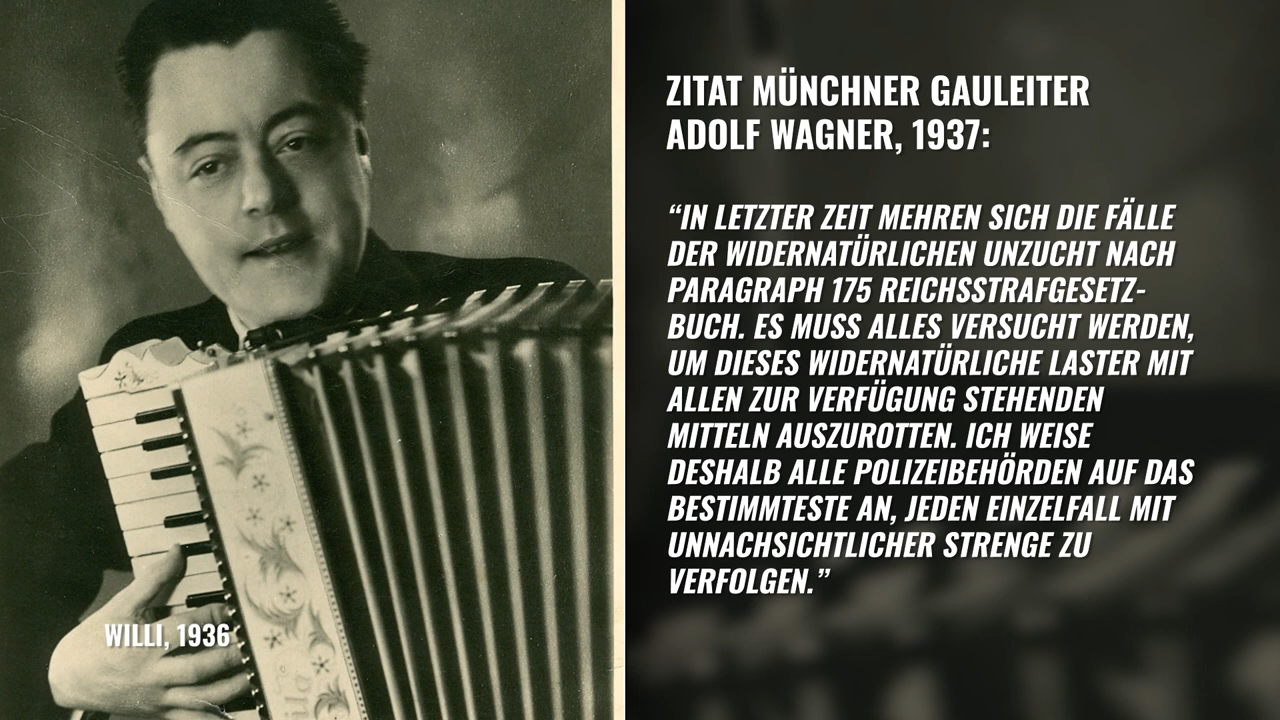 ZITAT MÜNCHNER GAULEITER
ADOLF WAGNER, 1937:
“IN LETZTER ZEIT MEHREN SICH DIE FÄLLE
DER WIDERNATÜRLICHEN UNZUCHT NACH
PARAGRAPH 175 REICHSSTRAFGESETZ-
BUCH. ES MUSS ALLES VERSUCHT WERDEN,
UM DIESES WIDERNATÜRLICHE LASTER MIT
ALLEN ZUR VERFÜGUNG STEHENDEN
MITTELN AUSZUROTTEN. ICH WEISE
DESHALB ALLE POLIZEIBEHÖRDEN AUF DAS
BESTIMMTESTE AN, JEDEN EINZELFALL MIT
UNNACHSICHTLICHER STRENGE ZU
VERFOLGEN.”
WILLI, 1936